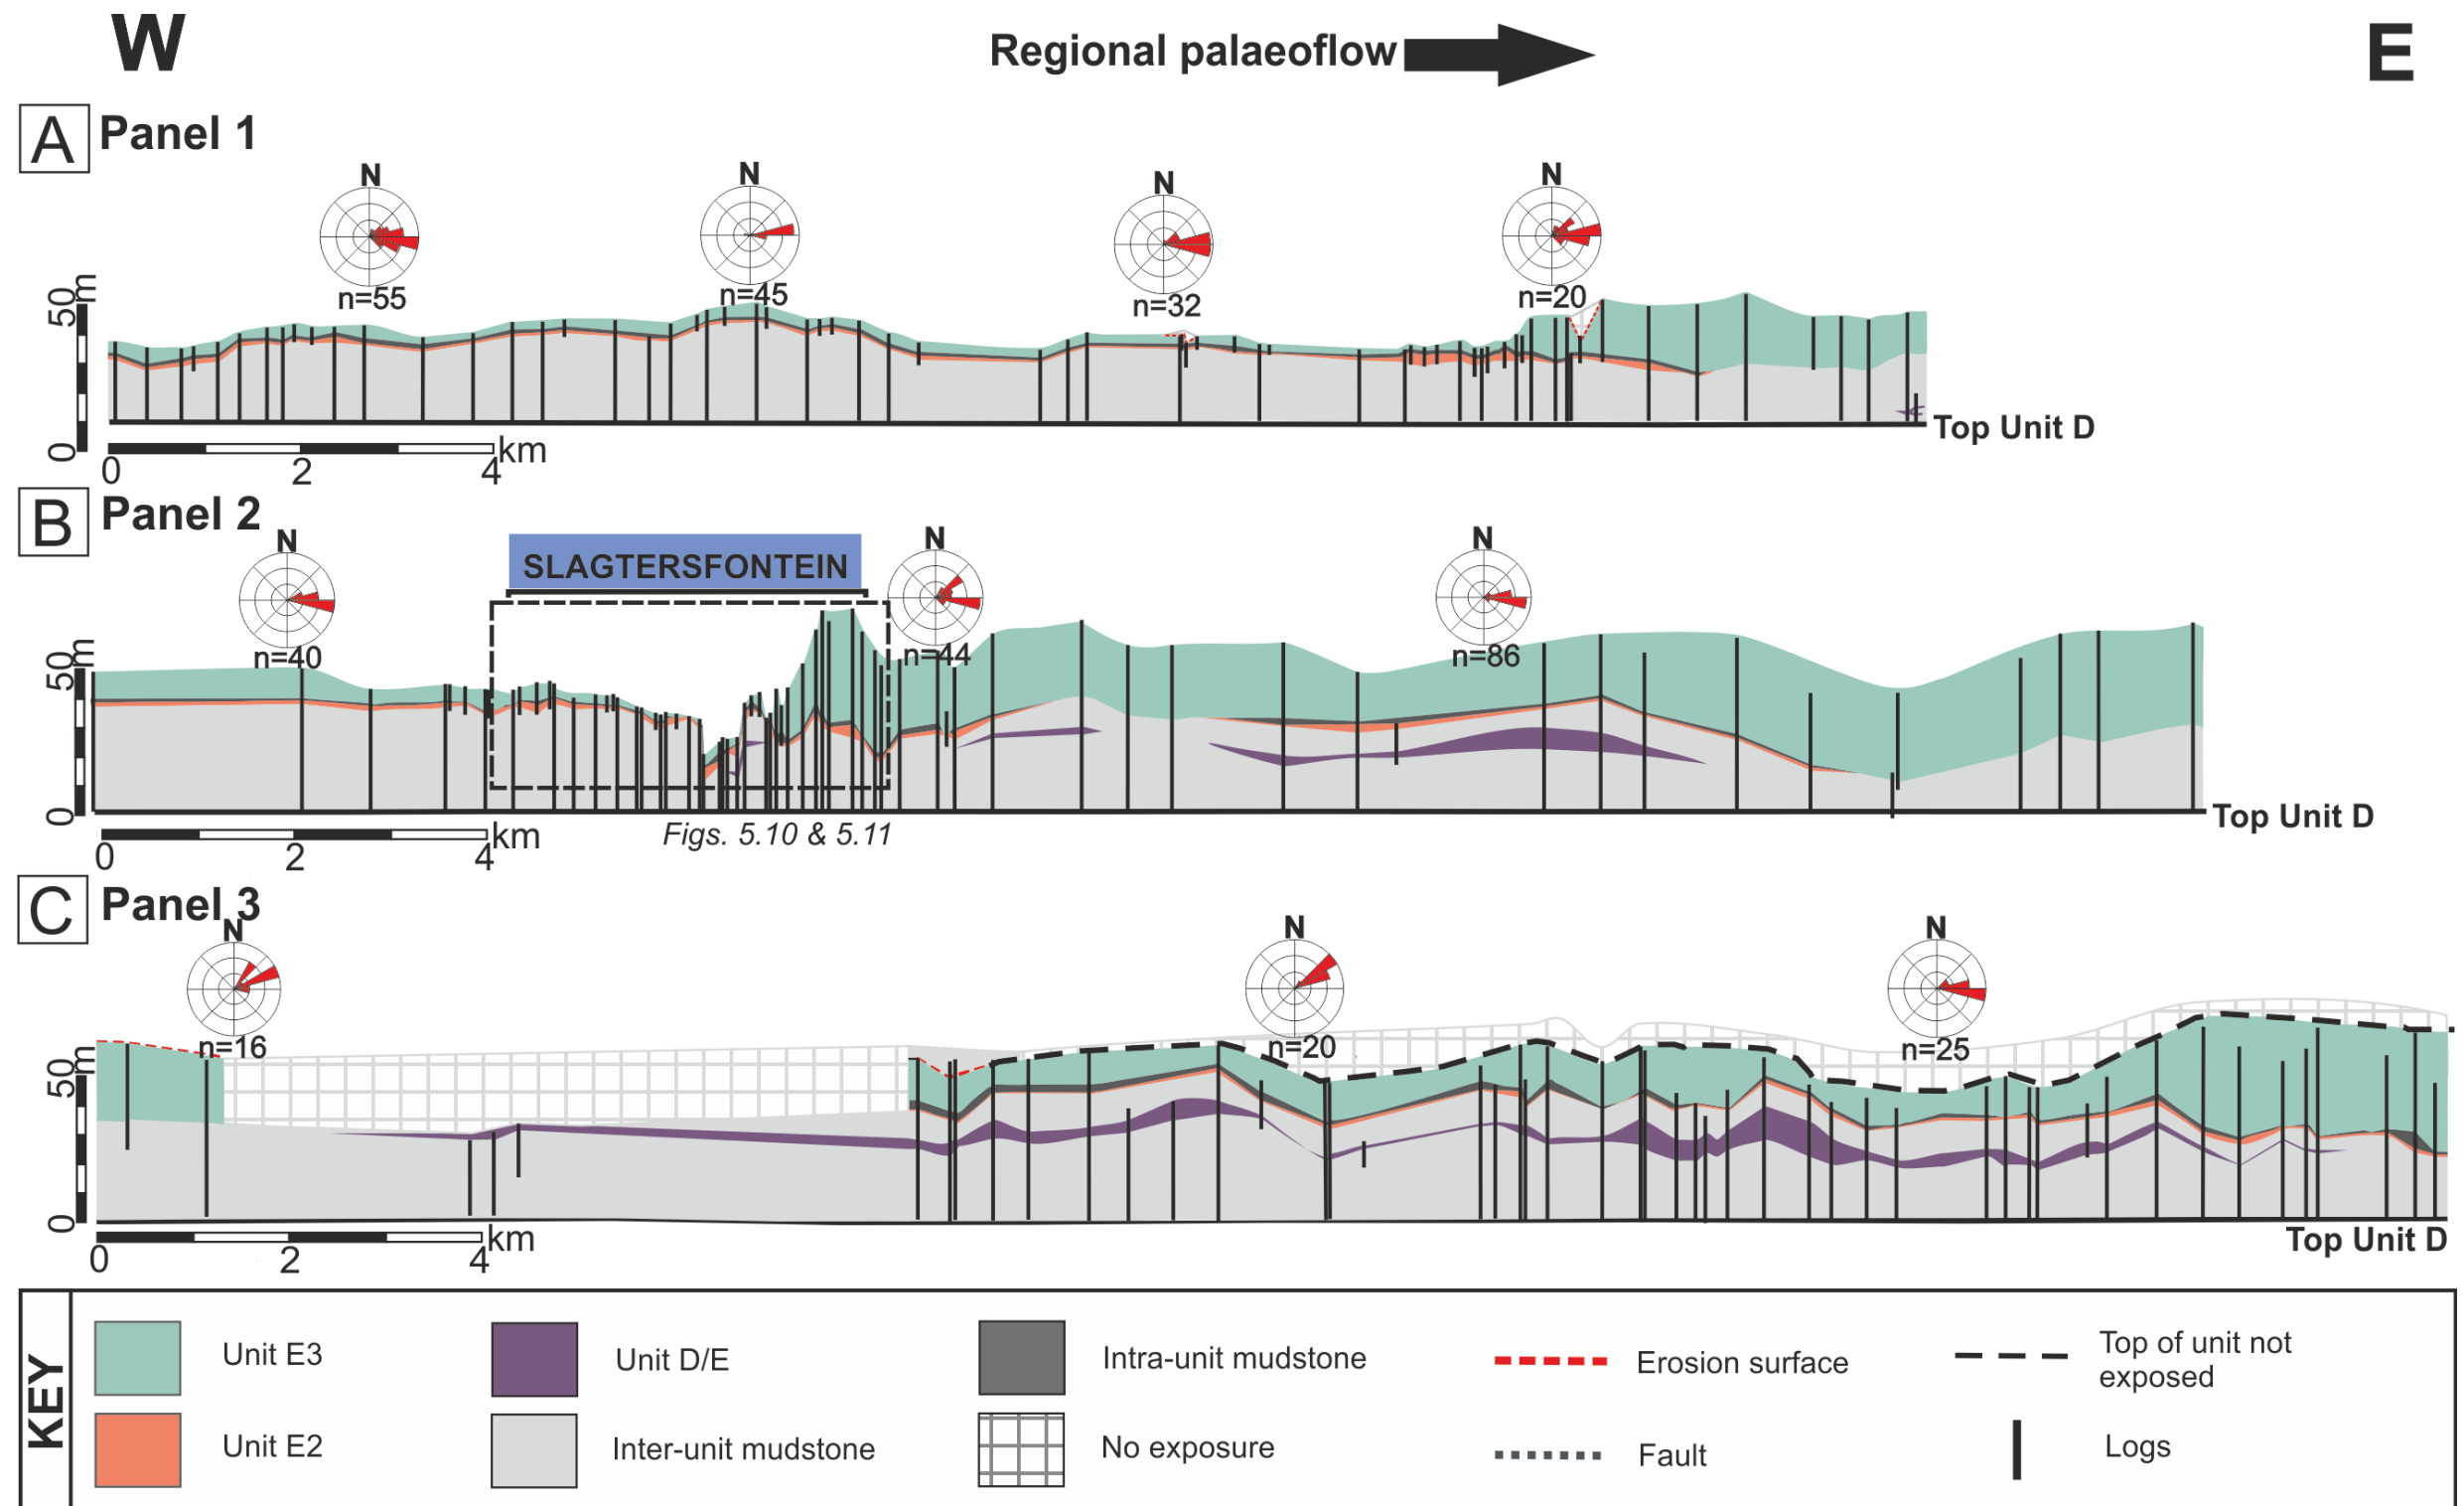 W
Regional palaeoflow
E
A
Panel 1
N
N
N
N
n=55
n=45
n=32
n=20
50
m
0
Top Unit D
0
2
4
km
B
Panel 2
SLAGTERSFONTEIN
N
N
N
n=40
n=44
n=86
50
m
0
Top Unit D
0
2
4
km
Figs. 5.10 & 5.11
C
Panel 3
N
N
N
n=16
n=20
n=25
50
m
0
Top Unit D
0
2
4
km
KEY
Unit E3
Unit D/E
Intra-unit mudstone
Erosion surface
Top of unit not
exposed
Unit E2
Inter-unit mudstone
No exposure
Fault
Logs